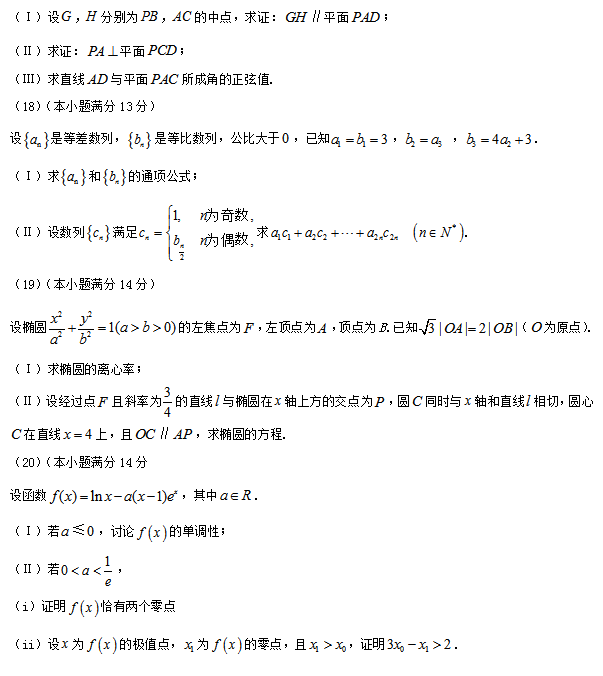 (Ⅰ)设G,H分别为PB,AC的中点,求证:GH∥平面PAD;
(Ⅱ)求证:PA⊥平面PCD;
(Ⅲ)求直线AD与平面PAC所成角的正弦值.
(18)(本小题满分13分)
设{aₙ}是等差数列,{bₙ}是等比数列,公比大于0,已知a₁=b₁=3,b₂=a₃ ,b₃=4a₂+3.
(Ⅰ)求{aₙ}和{bₙ}的通项公式;
(Ⅱ)设数列{cₙ}满足cₙ={1, n为奇数, b_{n/2} n为偶数, 求a₁c₁+a₂c₂+⋯+a₂ₙc₂ₙ (n∈N*).
(19)(本小题满分14分)
设椭圆x²/a²+y²/b²=1(a>b>0)的左焦点为F,左顶点为A,顶点为B.已知√3|OA|=2|OB|(O为原点).
(Ⅰ)求椭圆的离心率;
(Ⅱ)设经过点F且斜率为3/4的直线l与椭圆在x轴上方的交点为P,圆C同时与x轴和直线l相切,圆心
C在直线x=4上,且OC∥AP,求椭圆的方程.
(20)(本小题满分14分
设函数f(x)=lnx−a(x−1)eˣ,其中a∈R.
(Ⅰ)若a≤0,讨论f(x)的单调性;
(Ⅱ)若0<a<1/e,
(i)证明f(x)恰有两个零点
(ii)设x为f(x)的极值点,x₁为f(x)的零点,且x₁>x₀,证明3x₀−x₁>2.